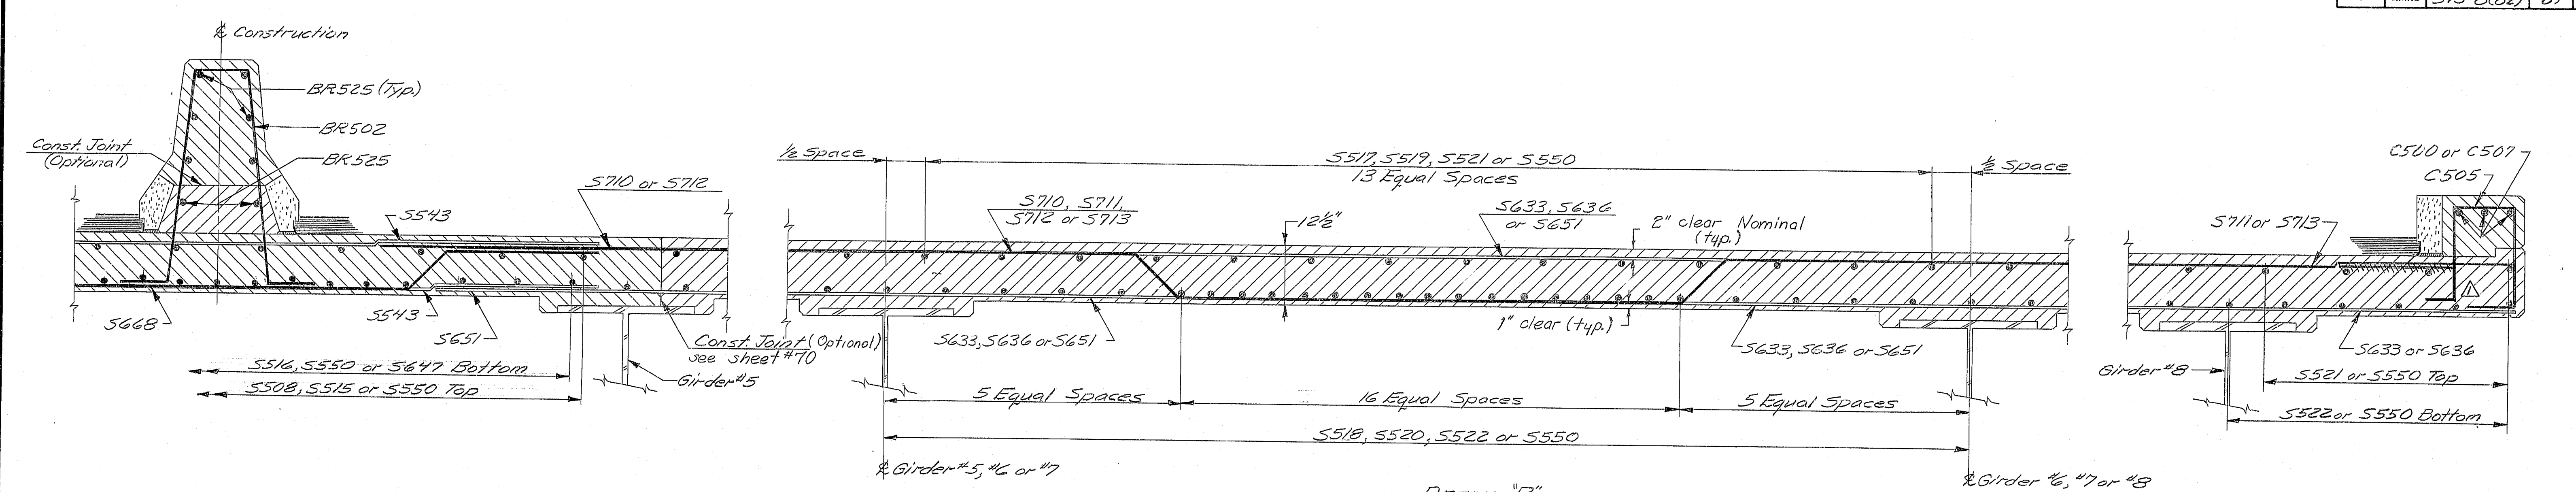 ℄ Construction
BR525 (Typ.)
BR502
Const. Joint
(Optional)
BR525
S710 or S712
S543
S668
S543
S651
Const. Joint (Optional)
see sheet #70
S516, S550 or S647 Bottom
S508, S515 or S550 Top
Girder #5
½ Space
S517, S519, S521 or S550
13 Equal Spaces
½ Space
S710, S711,
S712 or S713
12½"
S633, S636
or S651
2" clear Nominal
(typ.)
S633, S636 or S651
1" clear (typ.)
S633, S636 or S651
5 Equal Spaces
16 Equal Spaces
5 Equal Spaces
S518, S520, S522 or S550
℄ Girder #5, #6 or #7
℄ Girder #6, #7 or #8
C505
S711 or S713
S633 or S636
Girder #8
S521 or S550 Top
S522 or S550 Bottom